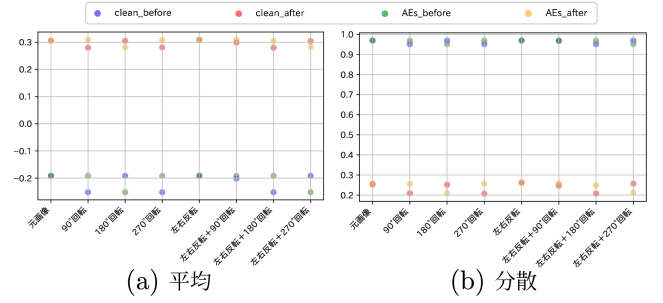 clean_before clean_after AEs_before AEs_after
0.3
0.2
0.1
0.0
−0.1
−0.2
元画像
90°回転
180°回転
270°回転
左右反転
左右反転+90°回転
左右反転+180°回転
左右反転+270°回転
(a) 平均
1.0
0.9
0.8
0.7
0.6
0.5
0.4
0.3
0.2
元画像
90°回転
180°回転
270°回転
左右反転
左右反転+90°回転
左右反転+180°回転
左右反転+270°回転
(b) 分散